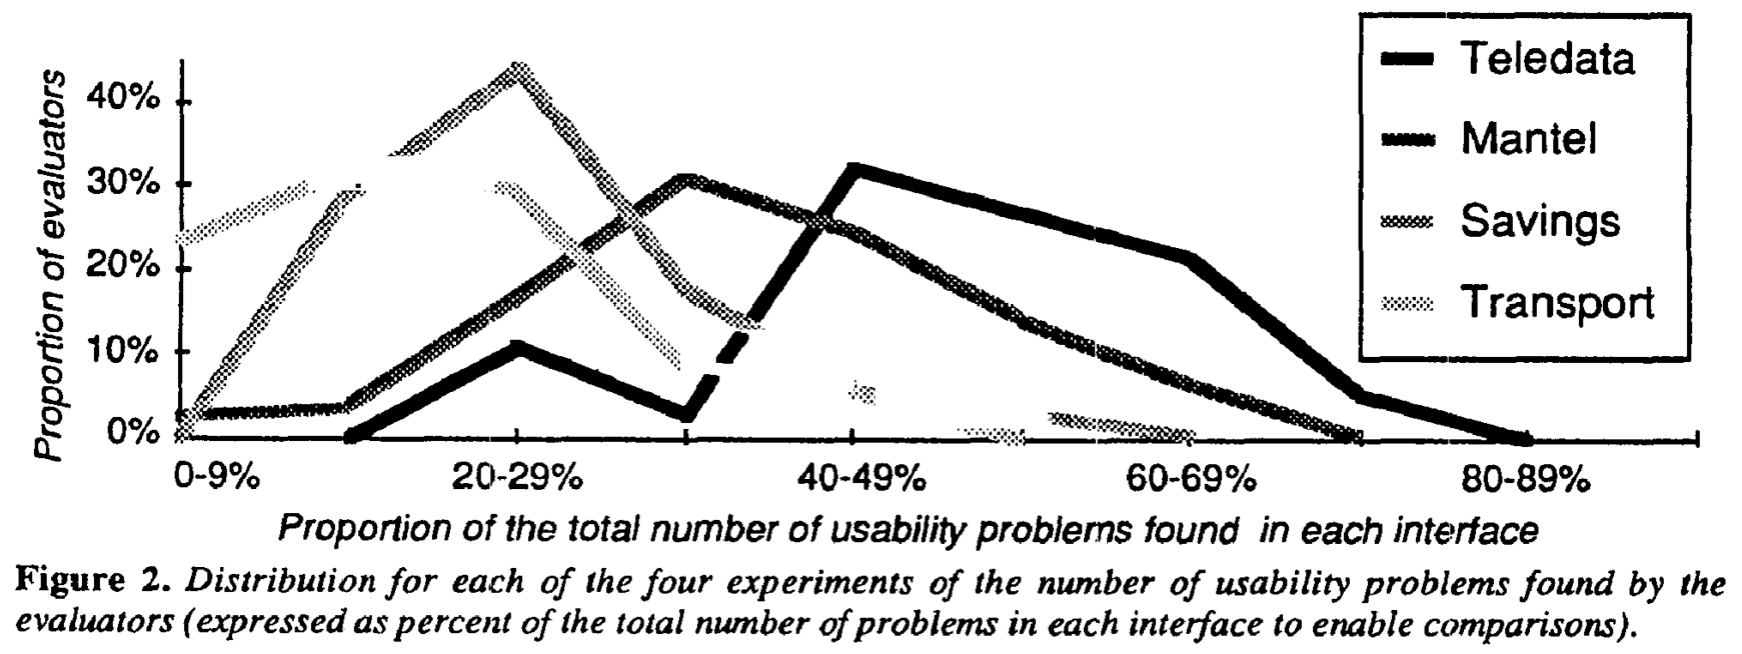 Proportion of evaluators
40%
30%
20%
10%
0%
Teledata
Mantel
Savings
Transport
0-9% 20-29% 40-49% 60-69% 80-89%
Proportion of the total number of usability problems found in each interface
Figure 2. Distribution for each of the four experiments of the number of usability problems found by the
evaluators (expressed as percent of the total number of problems in each interface to enable comparisons).